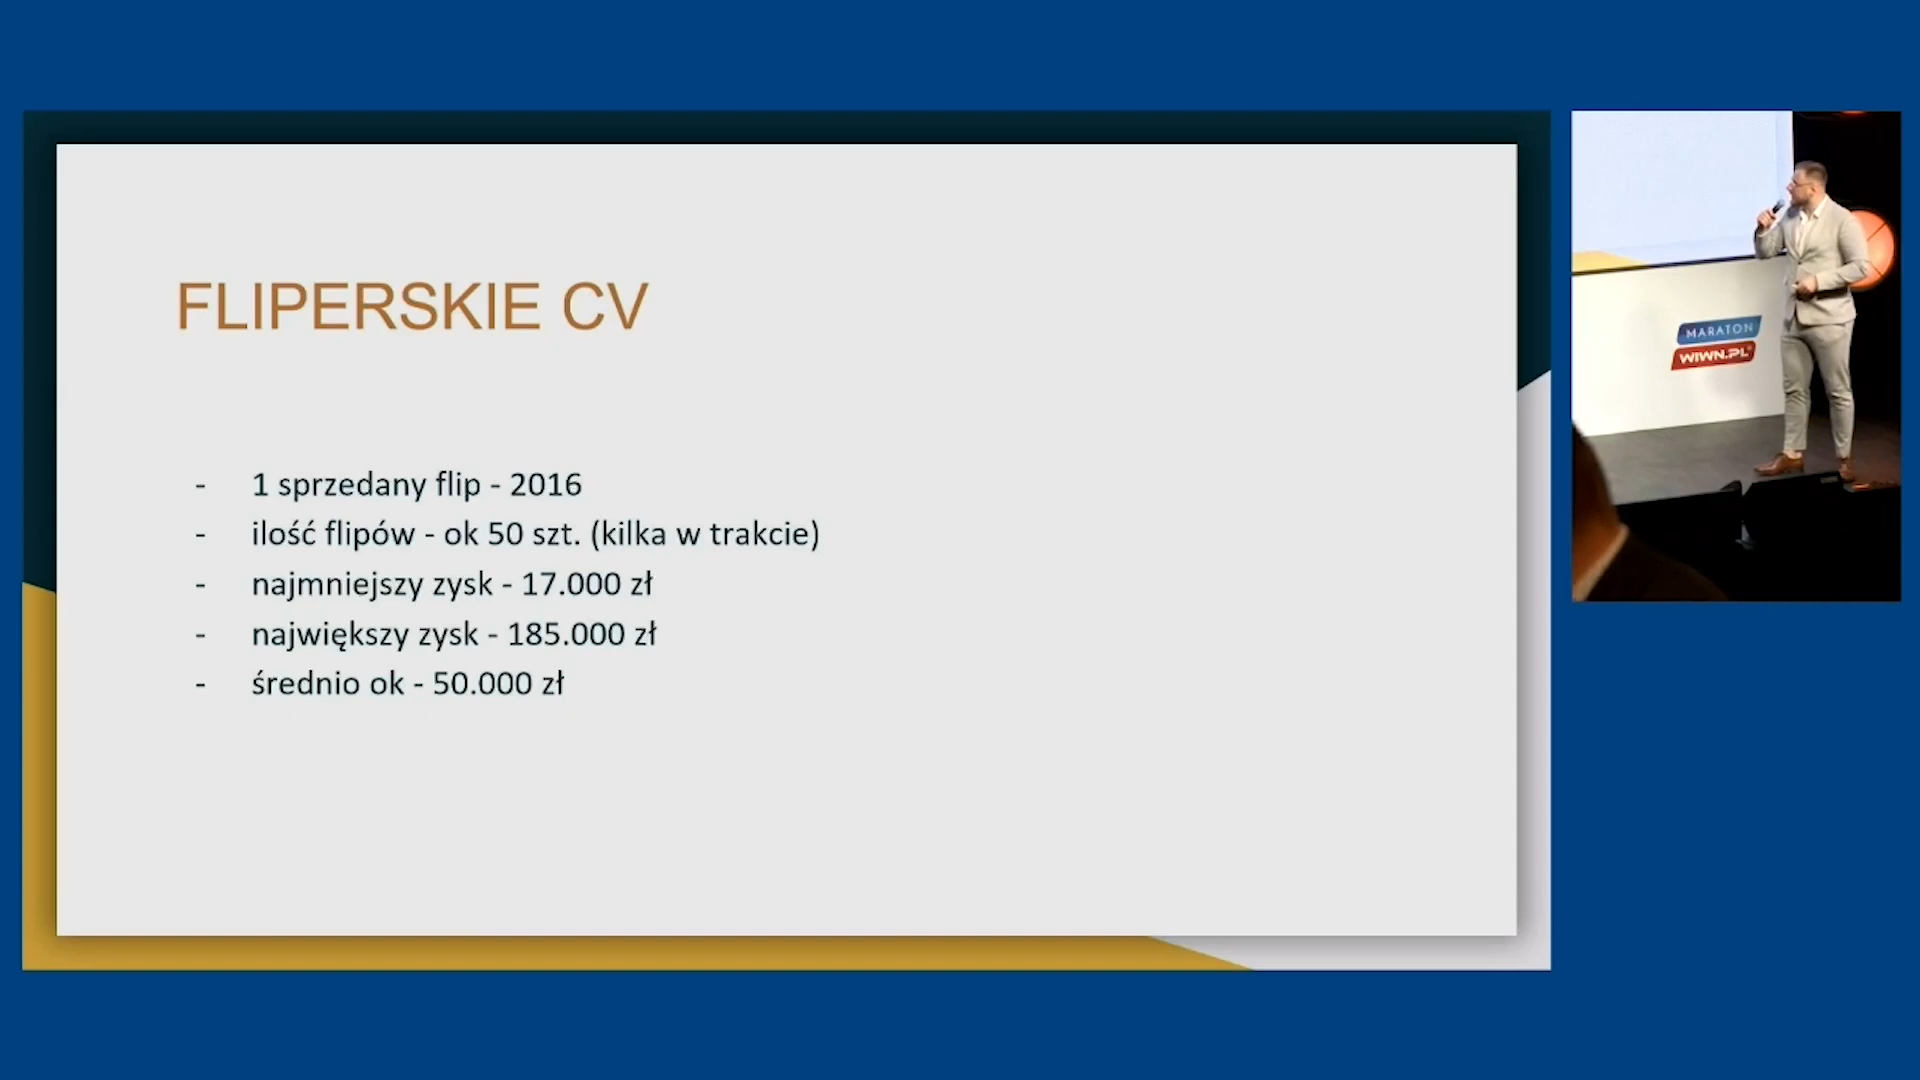 FLIPERSKIE CV
- 1 sprzedany flip - 2016
- ilość flipów - ok 50 szt. (kilka w trakcie)
- najmniejszy zysk - 17.000 zł
- największy zysk - 185.000 zł
- średnio ok - 50.000 zł
MARATON
WIWN.PL